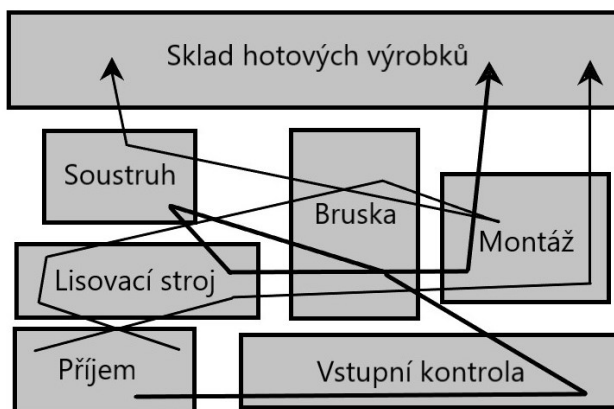 Sklad hotových výrobků
Soustruh
Bruska
Montáž
Lisovací stroj
Příjem
Vstupní kontrola